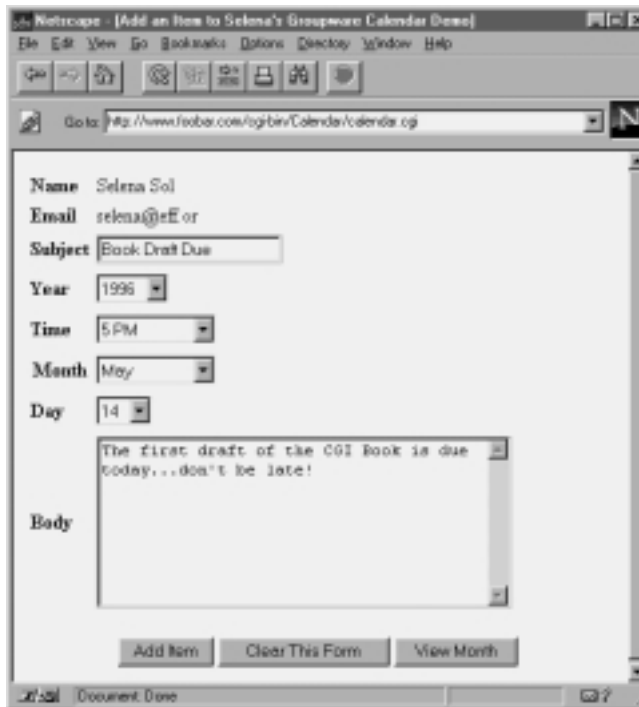 Netscape - [Add an Item to Selena's Groupware Calendar Demo]
File Edit View Go Bookmarks Options Directory Window Help
Go to: http://www.foobar.com/cgi-bin/Calendar/calendar.cgi
N
Name Selena Sol
Email selena@eff or
Subject Book Draft Due
Year 1996
Time 5 PM
Month May
Day 14
The first draft of the CGI Book is due
today...don't be late!
Body
Add Item Clear This Form View Month
Document: Done